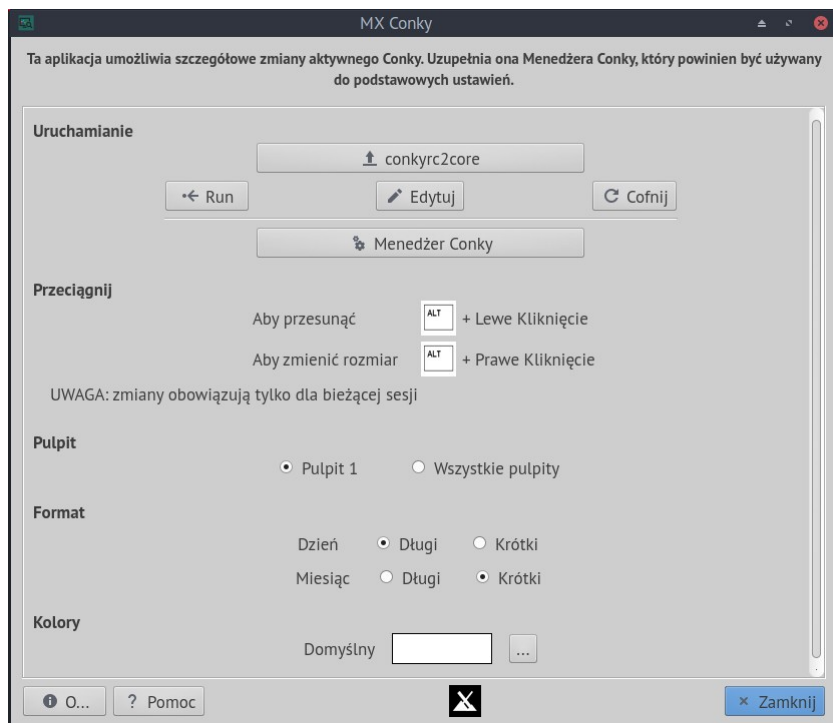 MX Conky
Ta aplikacja umożliwia szczegółowe zmiany aktywnego Conky. Uzupełnia ona Menedżera Conky, który powinien być używany
do podstawowych ustawień.
Uruchamianie
conkyrc2core
Run Edytuj Cofnij
Menedżer Conky
Przeciągnij
Aby przesunąć ALT + Lewe Kliknięcie
Aby zmienić rozmiar ALT + Prawe Kliknięcie
UWAGA: zmiany obowiązują tylko dla bieżącej sesji
Pulpit
Pulpit 1 Wszystkie pulpity
Format
Dzień Długi Krótki
Miesiąc Długi Krótki
Kolory
Domyślny ...
O... ? Pomoc × Zamknij